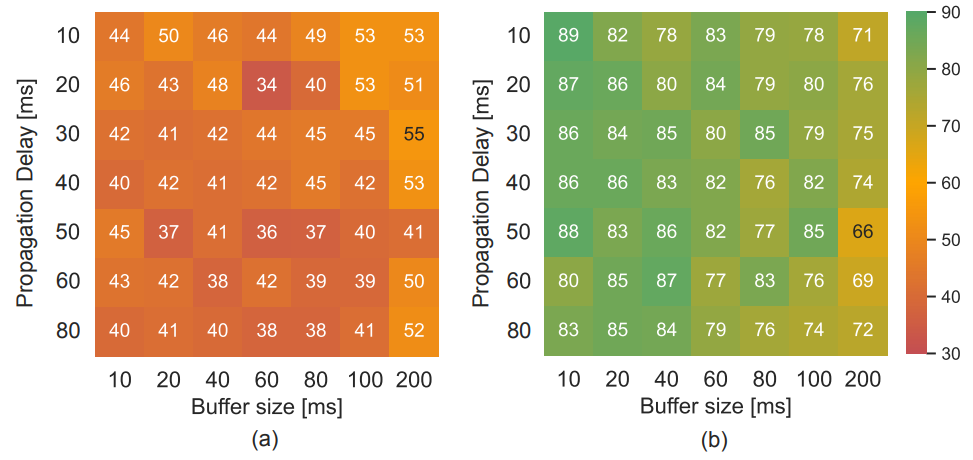 10 44 50 46 44 49 53 53
20 46 43 48 34 40 53 51
30 42 41 42 44 45 45 55
40 40 42 41 42 45 42 53
50 45 37 41 36 37 40 41
60 43 42 38 42 39 39 50
80 40 41 40 38 38 41 52
10 20 40 60 80 100 200
Propagation Delay [ms]
Buffer size [ms]
(a)
10 89 82 78 83 79 78 71
20 87 86 80 84 79 80 76
30 86 84 85 80 85 79 75
40 86 86 83 82 76 82 74
50 88 83 86 82 77 85 66
60 80 85 87 77 83 76 69
80 83 85 84 79 76 74 72
10 20 40 60 80 100 200
Propagation Delay [ms]
Buffer size [ms]
(b)
90
80
70
60
50
40
30